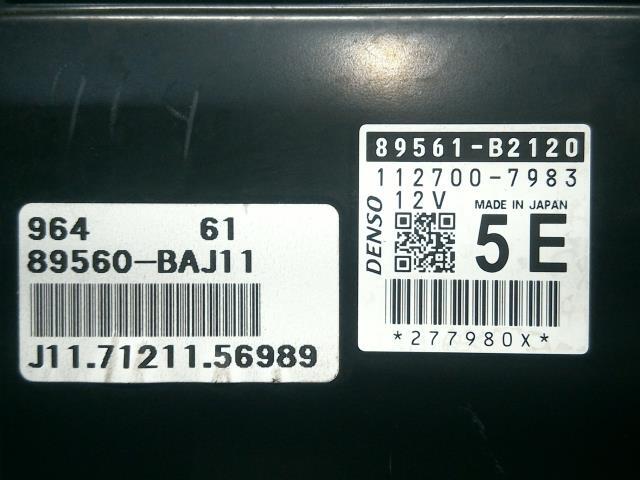 964 61
89560-BAJ11
J11.71211.56989
89561-B2120
112700-7983
DENSO
12V
MADE IN JAPAN
5E
*277980X*